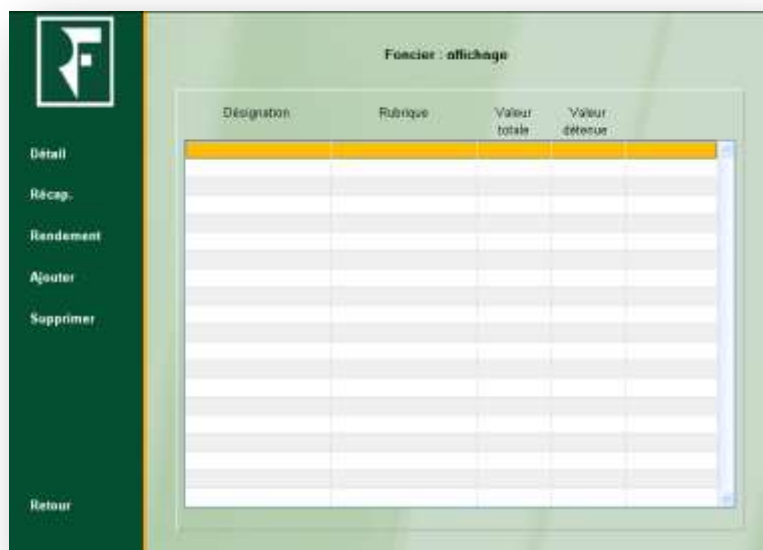 Foncier : affichage
Désignation Rubrique Valeur totale Valeur détenue
Détail
Récap.
Rendement
Ajouter
Supprimer
Retour